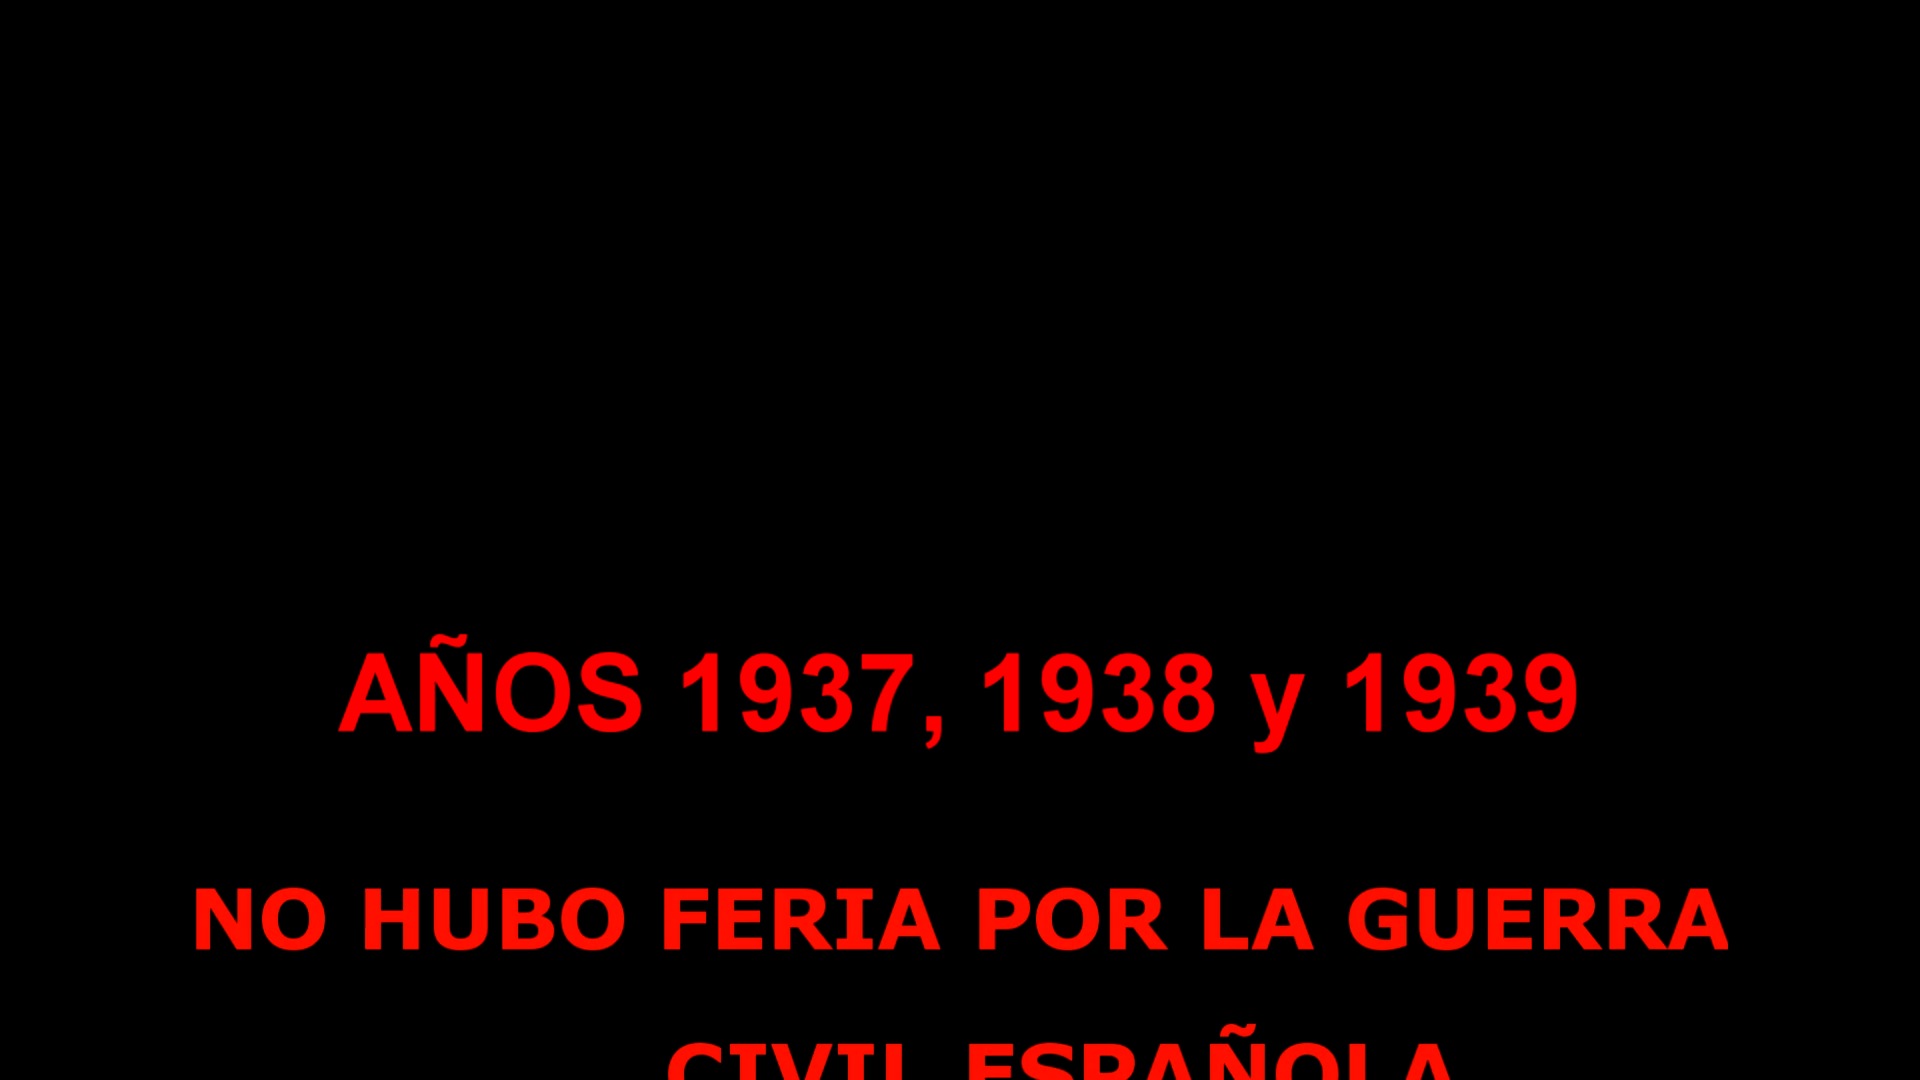 AÑOS 1937, 1938 y 1939
NO HUBO FERIA POR LA GUERRA
CIVIL ESPAÑOLA